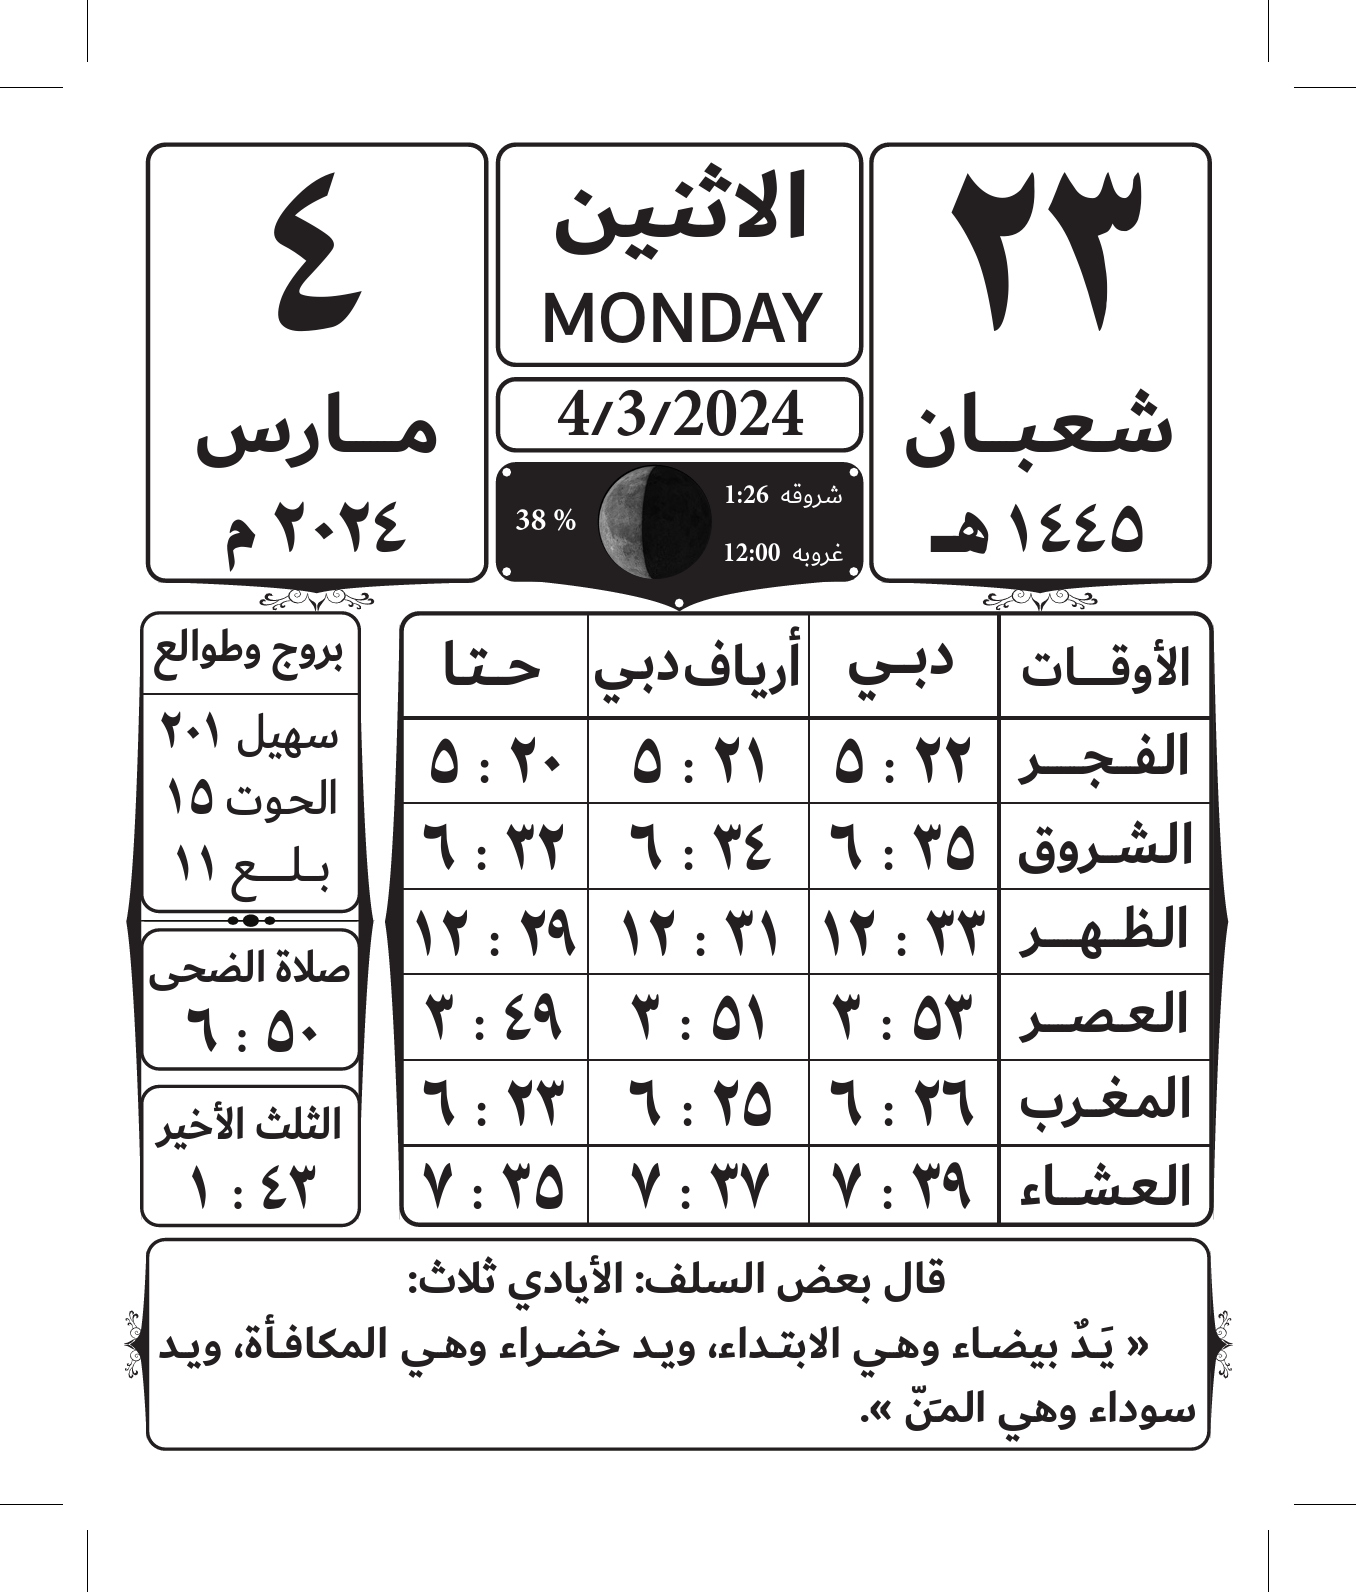 ٢٣
شعبـان
١٤٤٥ هـ
الاثنين
MONDAY
4/3/2024
شروقه 1:26
غروبه 12:00
38 %
٤
مــارس
٢٠٢٤ م
الأوقــات دبـي أرياف دبي حـتـا
الفـجــر ٢٢ : ٥ ٢١ : ٥ ٢٠ : ٥
الشـروق ٣٥ : ٦ ٣٤ : ٦ ٣٢ : ٦
الظـهــر ٣٣ : ١٢ ٣١ : ١٢ ٢٩ : ١٢
العـصـر ٥٣ : ٣ ٥١ : ٣ ٤٩ : ٣
المغـرب ٢٦ : ٦ ٢٥ : ٦ ٢٣ : ٦
العشـاء ٣٩ : ٧ ٣٧ : ٧ ٣٥ : ٧
بروج وطوالع
سهيل ٢٠١
الحوت ١٥
بـلــع ١١
صلاة الضحى
٥٠ : ٦
الثلث الأخير
٤٣ : ١
قال بعض السلف: الأيادي ثلاث:
« يَدٌ بيضاء وهي الابتداء، ويد خضراء وهي المكافأة، ويد
سوداء وهي المَنّ ».